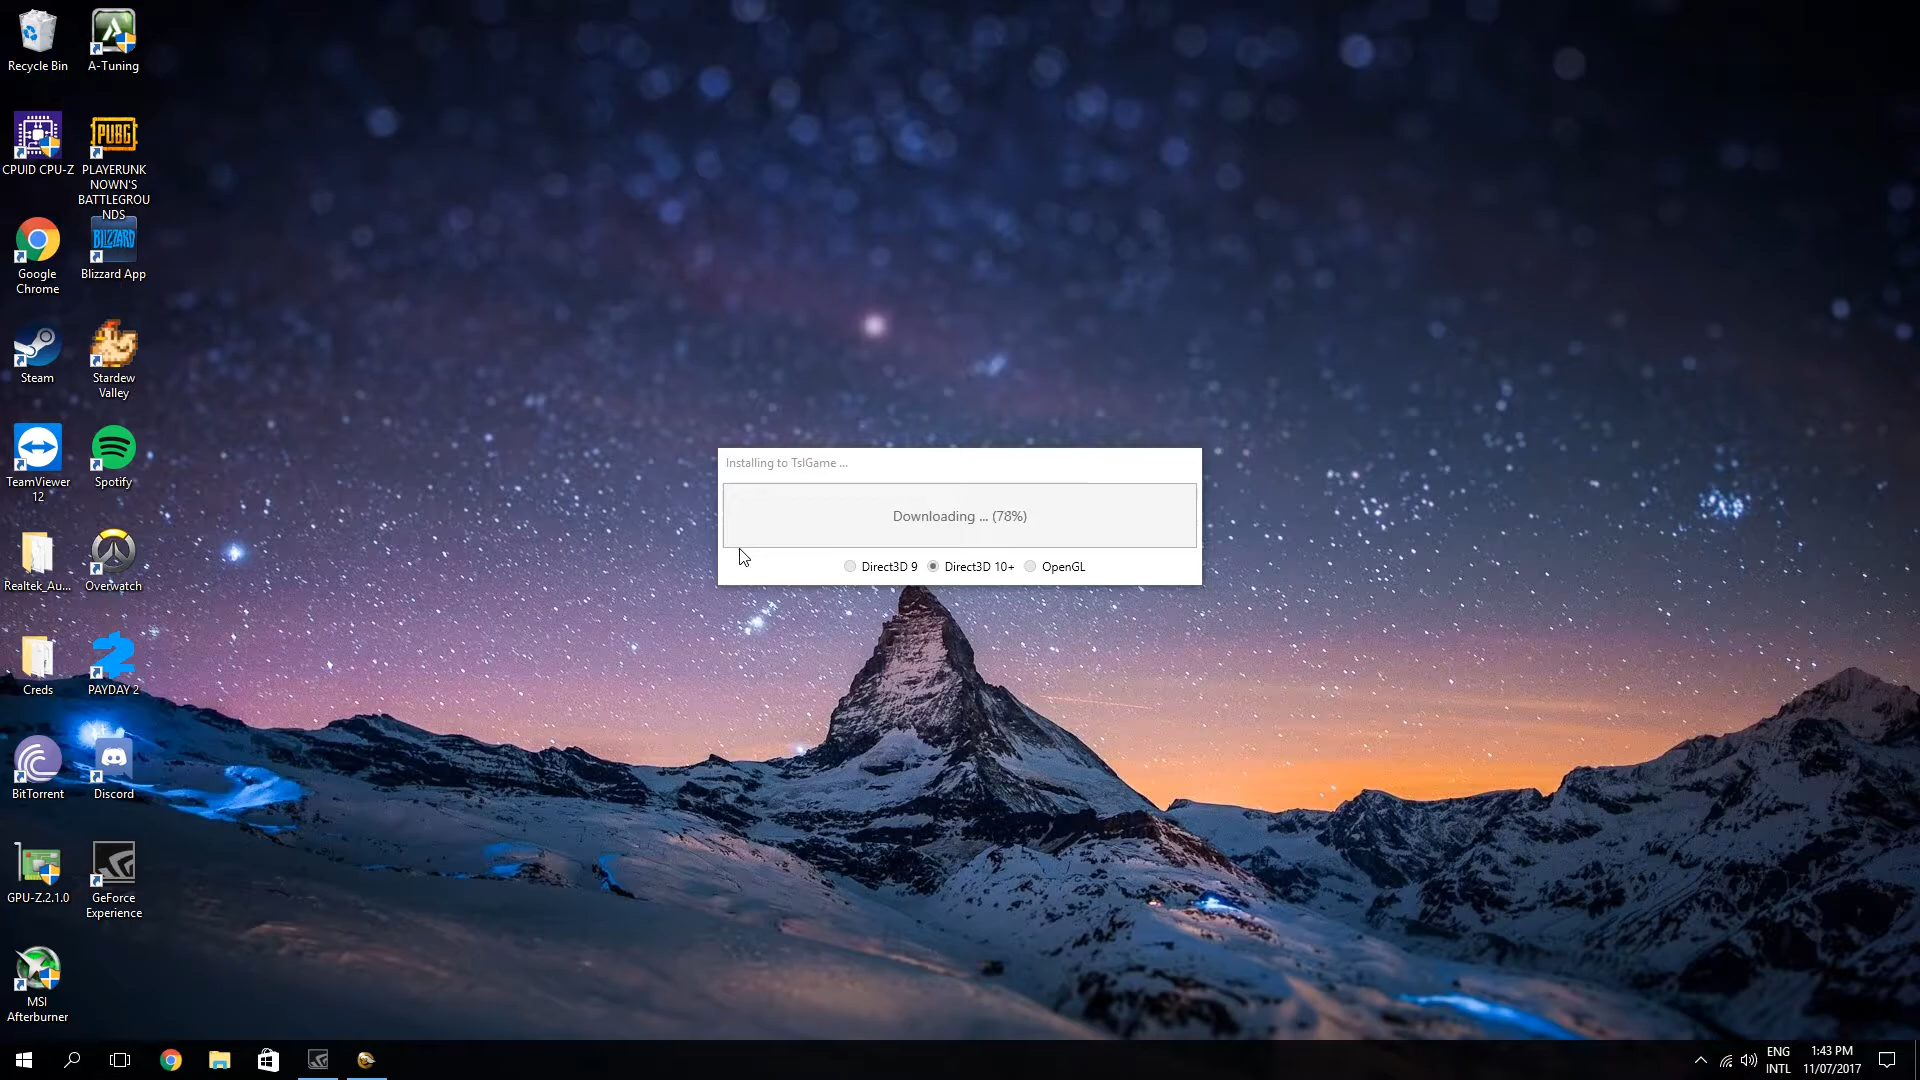 Recycle Bin
A-Tuning
CPUID CPU-Z
PUBG
PLAYERUNK
NOWN'S
BATTLEGROU
NDS
Google
Chrome
BLIZZARD
Blizzard App
Steam
Stardew
Valley
TeamViewer
12
Spotify
Realtek_Au...
Overwatch
Creds
PAYDAY 2
BitTorrent
Discord
GPU-Z.2.1.0
GeForce
Experience
MSI
Afterburner
Installing to TslGame ...
Downloading ... (78%)
Direct3D 9
Direct3D 10+
OpenGL
ENG
INTL
1:43 PM
11/07/2017